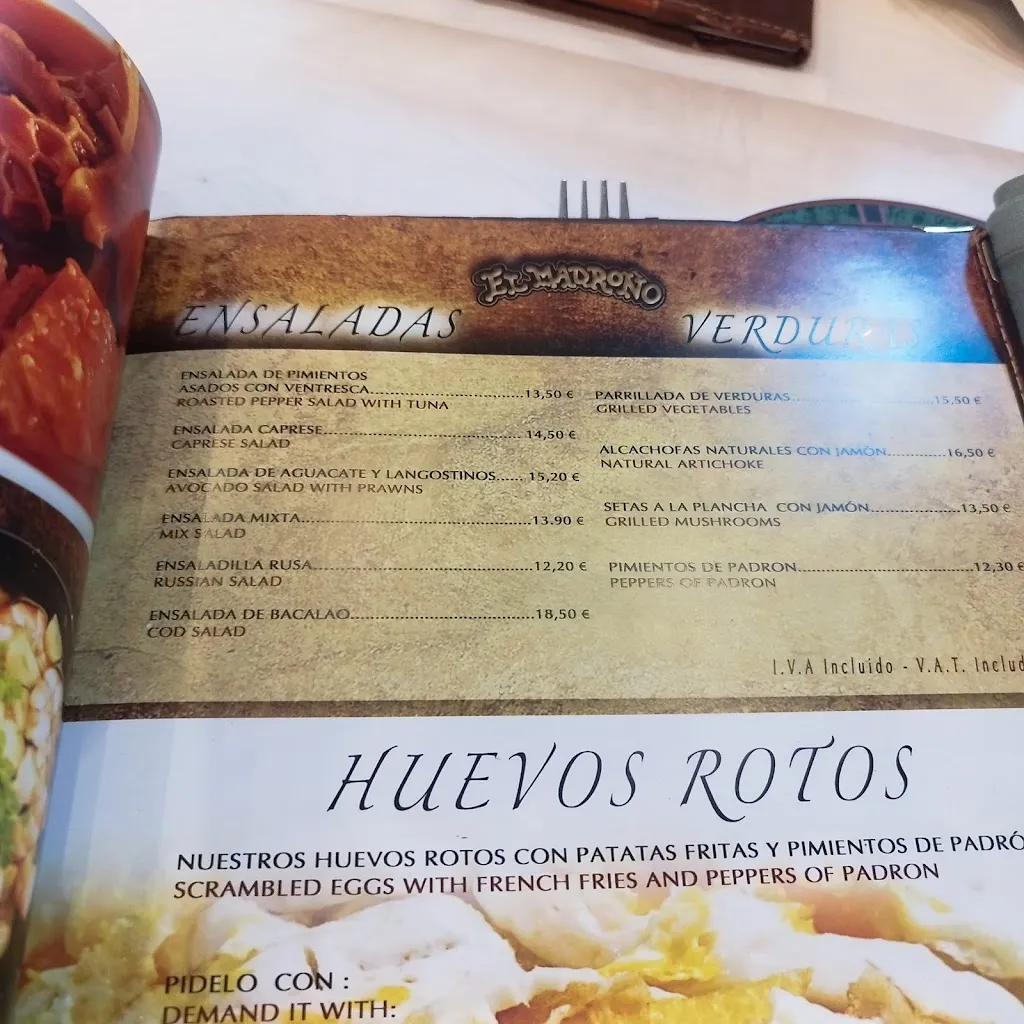 EL MADROÑO
ENSALADAS
ENSALADA DE PIMIENTOS
ASADOS CON VENTRESCA......13,50 €
ROASTED PEPPER SALAD WITH TUNA
ENSALADA CAPRESE......14,50 €
CAPRESE SALAD
ENSALADA DE AGUACATE Y LANGOSTINOS......15,20 €
AVOCADO SALAD WITH PRAWNS
ENSALADA MIXTA......13.90 €
MIX SALAD
ENSALADILLA RUSA......12,20 €
RUSSIAN SALAD
ENSALADA DE BACALAO......18,50 €
COD SALAD
VERDURAS
PARRILLADA DE VERDURAS......15,50 €
GRILLED VEGETABLES
ALCACHOFAS NATURALES CON JAMÓN......16,50 €
NATURAL ARTICHOKE
SETAS A LA PLANCHA CON JAMÓN......13,50 €
GRILLED MUSHROOMS
PIMIENTOS DE PADRON......12,30 €
PEPPERS OF PADRON
I.V.A Incluido - V.A.T. Includ
HUEVOS ROTOS
NUESTROS HUEVOS ROTOS CON PATATAS FRITAS Y PIMIENTOS DE PADRÓ
SCRAMBLED EGGS WITH FRENCH FRIES AND PEPPERS OF PADRON
PIDELO CON :
DEMAND IT WITH: